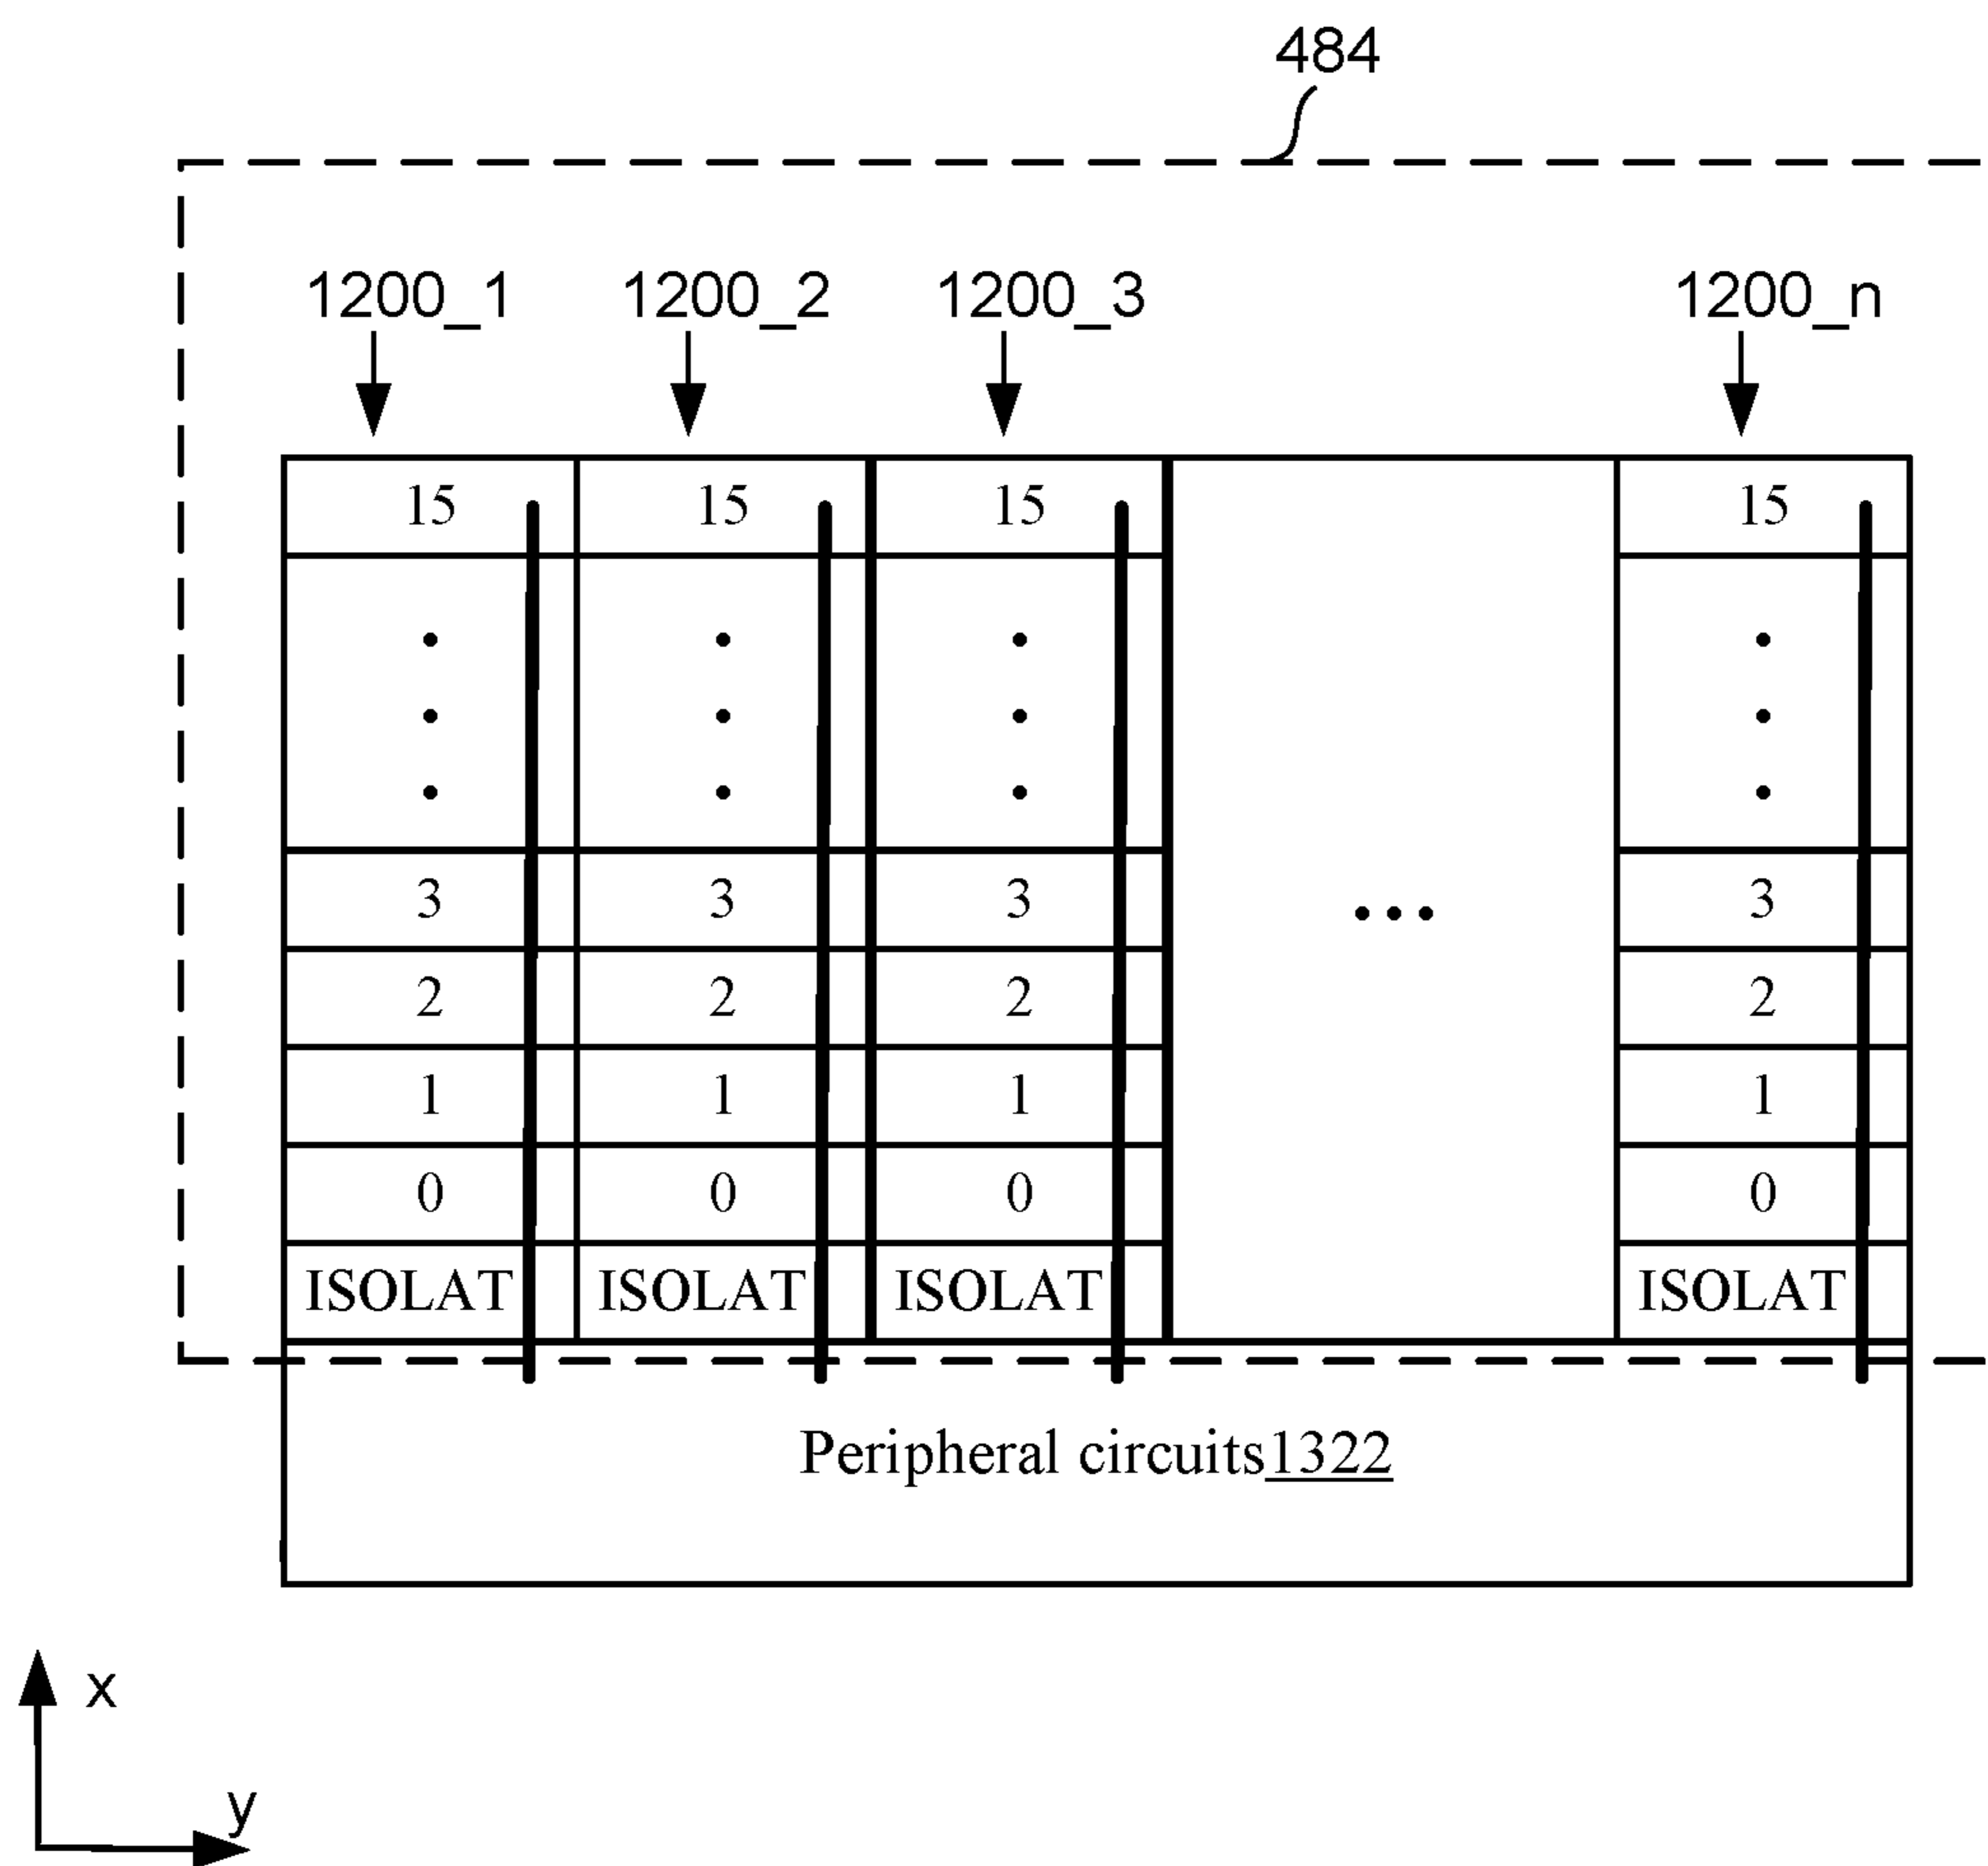 484
1200_1 1200_2 1200_3 1200_n
15 15 15 15
3 3 3 ... 3
2 2 2 2
1 1 1 1
0 0 0 0
ISOLAT ISOLAT ISOLAT ISOLAT
Peripheral circuits1322
x
y